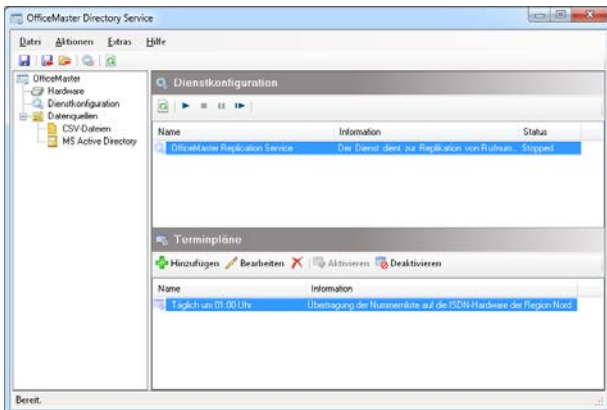 OfficeMaster Directory Service
Datei Aktionen Extras Hilfe
OfficeMaster
Hardware
Dienstkonfiguration
Datenquellen
CSV-Dateien
MS Active Directory
Dienstkonfiguration
Name Information Status
OfficeMaster Replication Service Der Dienst dient zur Replikation von Rufnum... Stopped
Terminpläne
Hinzufügen Bearbeiten Aktivieren Deaktivieren
Name Information
Täglich um 01:00 Uhr Übertragung der Nummernliste auf die ISDN-Hardware der Region Nord
Bereit.